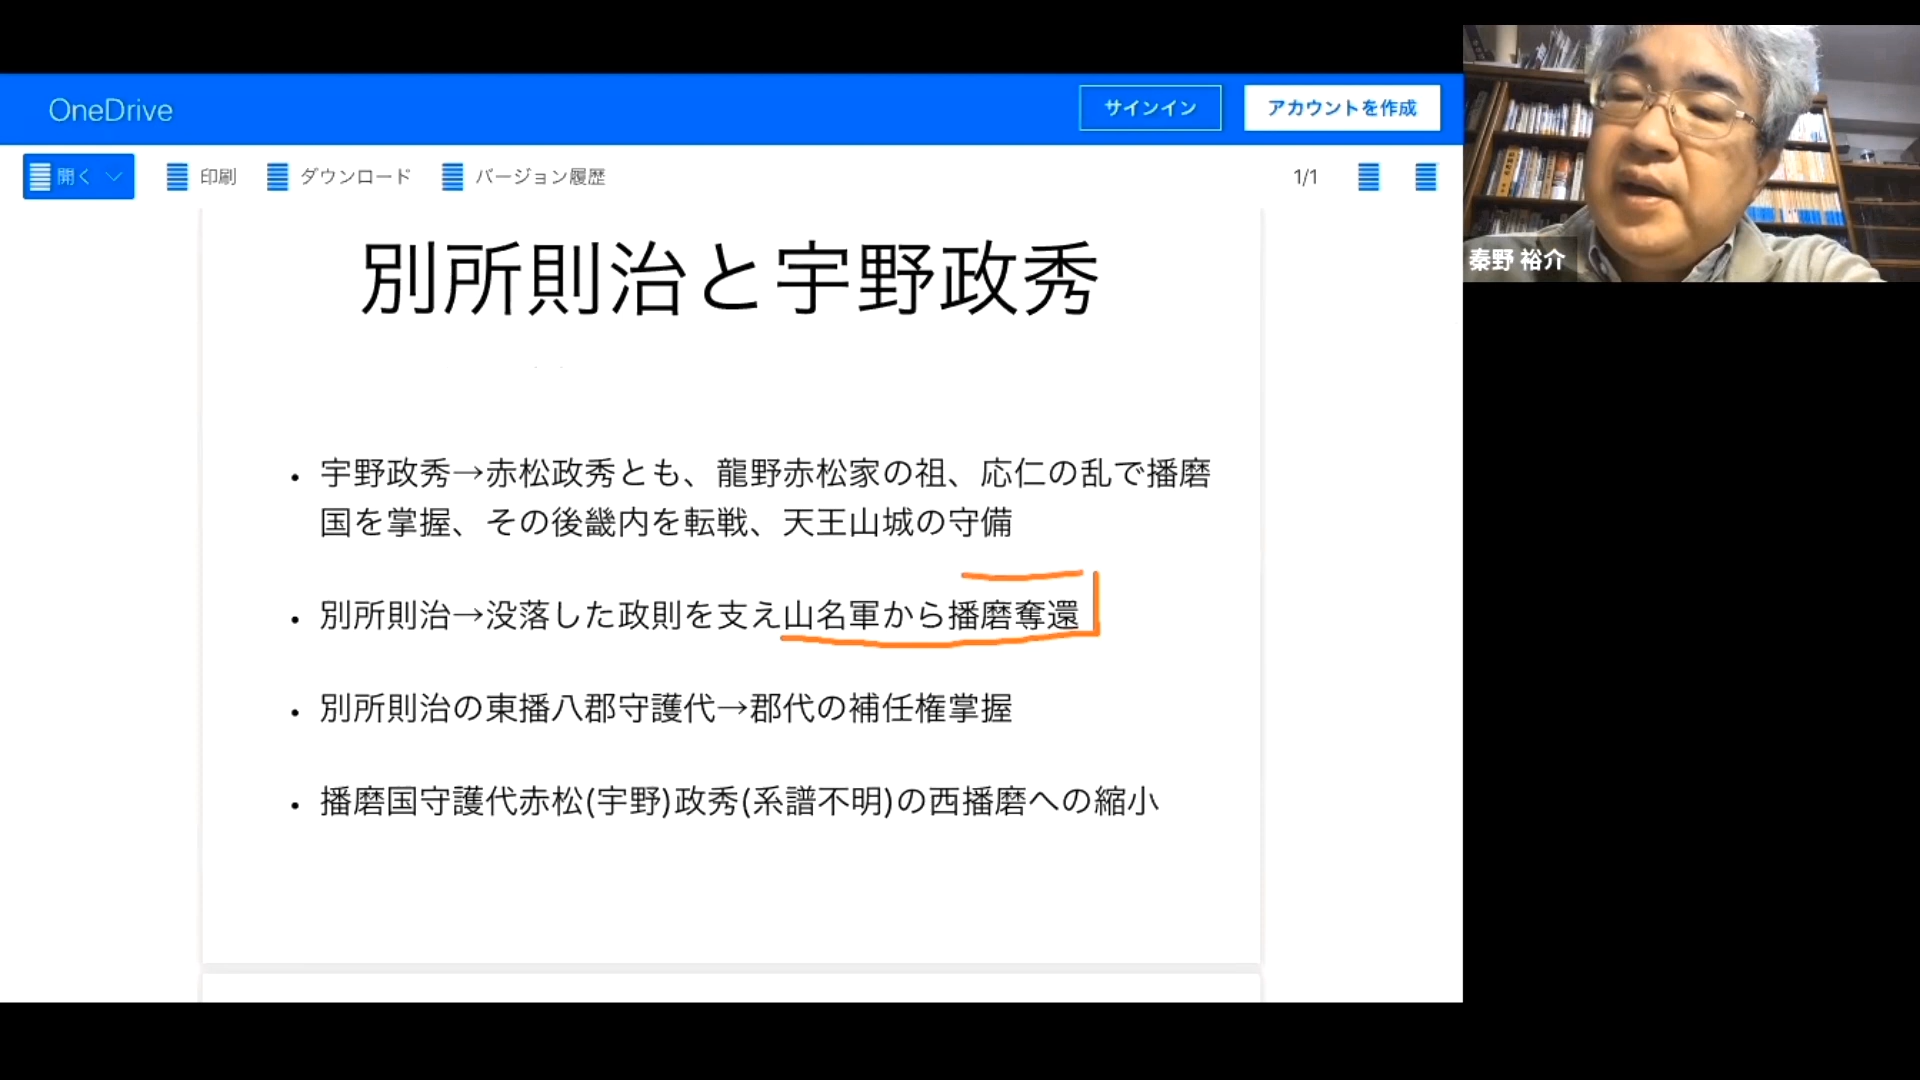 OneDrive
サインイン
アカウントを作成
開く
印刷
ダウンロード
バージョン履歴
1/1
別所則治と宇野政秀
• 宇野政秀→赤松政秀とも、龍野赤松家の祖、応仁の乱で播磨
国を掌握、その後畿内を転戦、天王山城の守備
• 別所則治→没落した政則を支え山名軍から播磨奪還
• 別所則治の東播八郡守護代→郡代の補任権掌握
• 播磨国守護代赤松(宇野)政秀(系譜不明)の西播磨への縮小
秦野 裕介